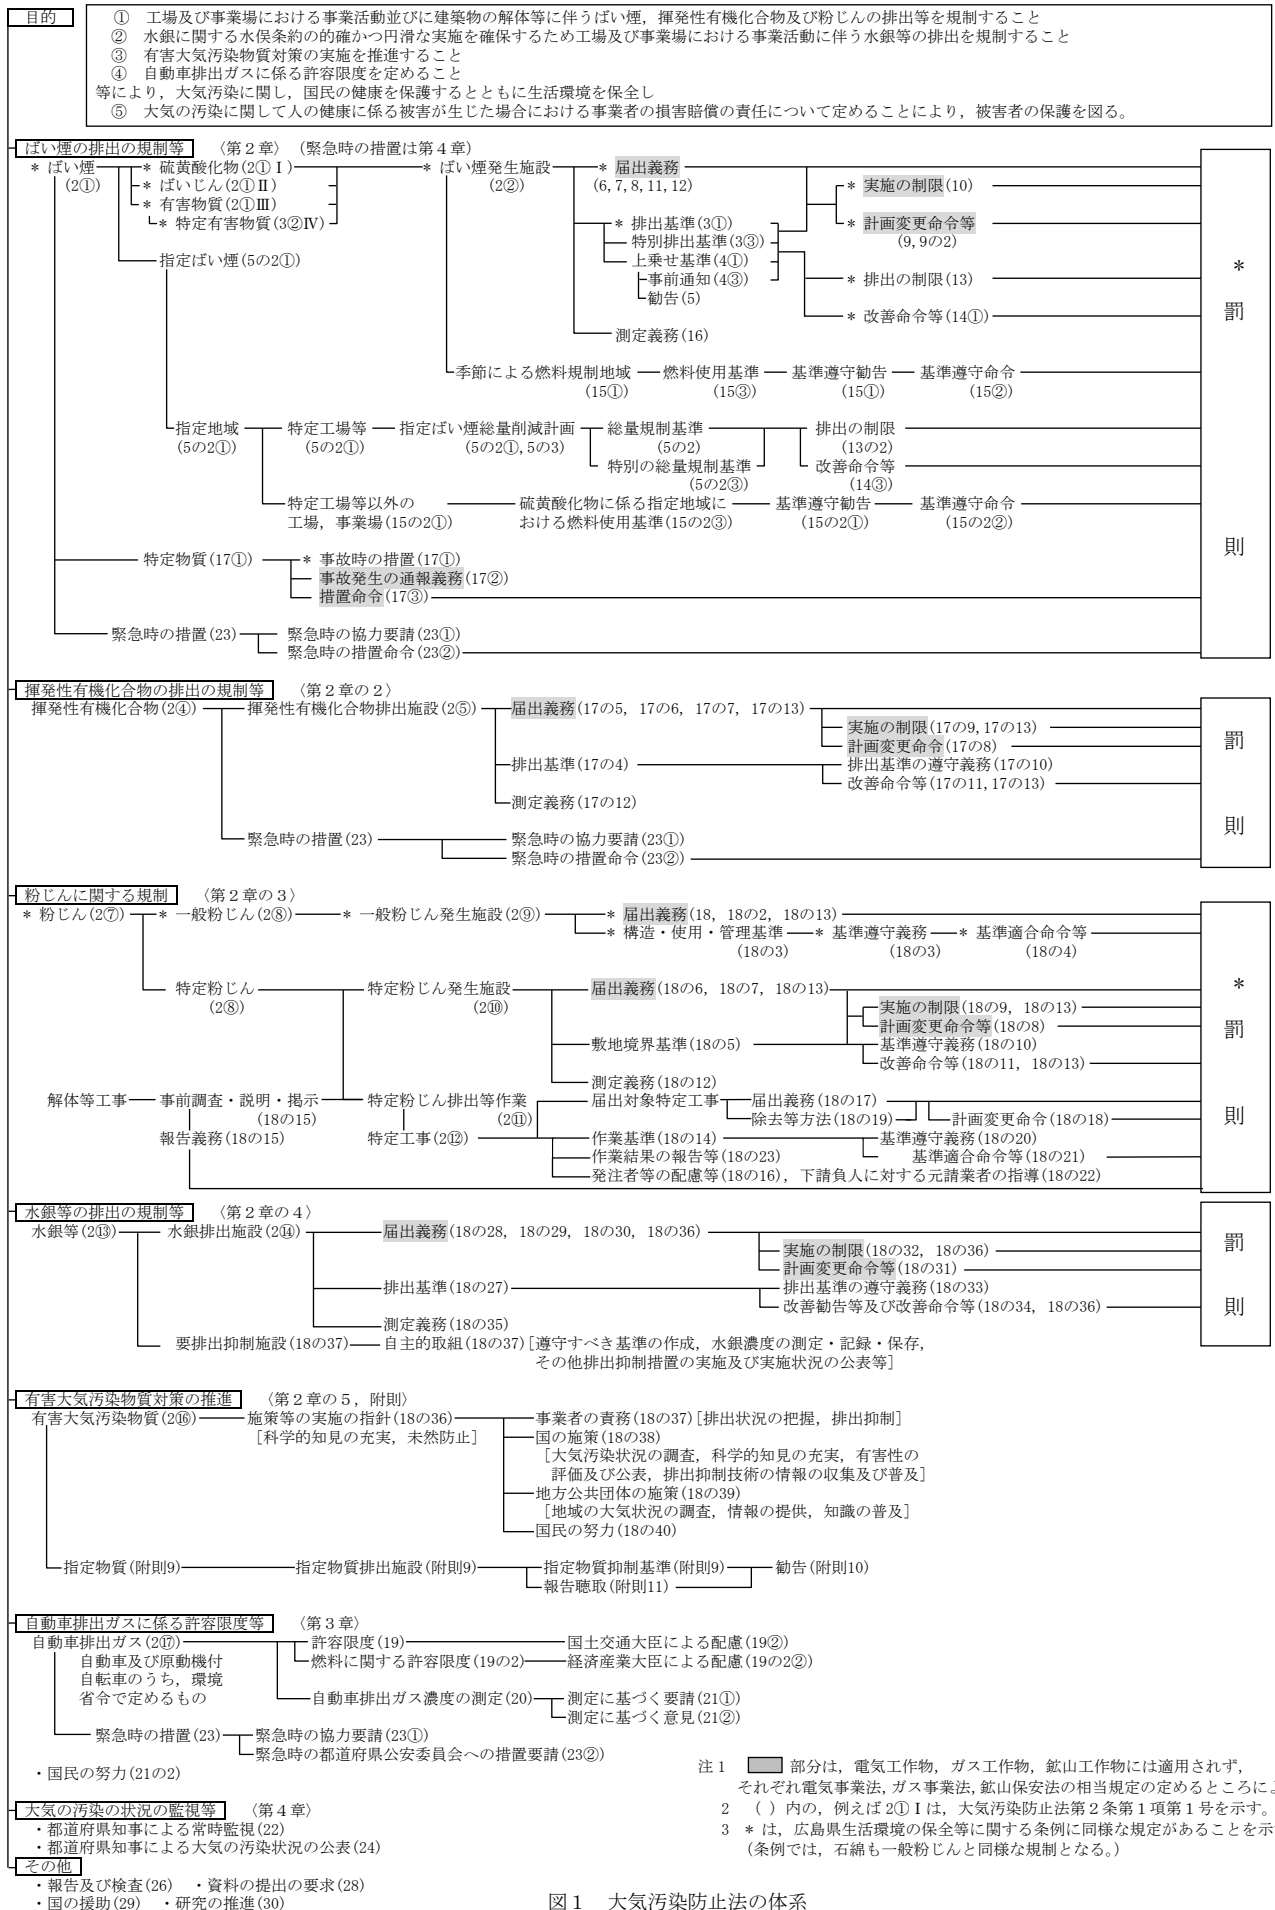 目的
① 工場及び事業場における事業活動並びに建築物の解体等に伴うばい煙，揮発性有機化合物及び粉じんの排出等を規制すること
② 水銀に関する水俣条約の的確かつ円滑な実施を確保するため工場及び事業場における事業活動に伴う水銀等の排出を規制すること
③ 有害大気汚染物質対策の実施を推進すること
④ 自動車排出ガスに係る許容限度を定めること
等により，大気汚染に関し，国民の健康を保護するとともに生活環境を保全し
⑤ 大気の汚染に関して人の健康に係る被害が生じた場合における事業者の損害賠償の責任について定めることにより，被害者の保護を図る。
ばい煙の排出の規制等 〈第２章〉（緊急時の措置は第４章）
＊ ばい煙 ＊ 硫黄酸化物(2①Ⅰ) ＊ ばい煙発生施設 ＊ 届出義務
(2①) ＊ ばいじん(2①Ⅱ) (2②) (6,7,8,11,12) ＊ 実施の制限(10)
＊ 有害物質(2①Ⅲ)
＊ 特定有害物質(3②Ⅳ) ＊ 排出基準(3①) ＊ 計画変更命令等
特別排出基準(3③) (9,9の2)
指定ばい煙(5の2①) 上乗せ基準(4①)
事前通知(4③) ＊ 排出の制限(13)
勧告(5)
＊ 改善命令等(14①)
測定義務(16)
季節による燃料規制地域 燃料使用基準 基準遵守勧告 基準遵守命令
(15①) (15③) (15①) (15②)
指定地域 特定工場等 指定ばい煙総量削減計画 総量規制基準 排出の制限
(5の2①) (5の2①) (5の2①,5の3) (5の2) (13の2)
特別の総量規制基準 改善命令等
(5の2③) (14③)
特定工場等以外の 硫黄酸化物に係る指定地域に 基準遵守勧告 基準遵守命令
工場，事業場(15の2①) おける燃料使用基準(15の2③) (15の2①) (15の2②)
特定物質(17①) ＊ 事故時の措置(17①)
事故発生の通報義務(17②)
措置命令(17③)
緊急時の措置(23) 緊急時の協力要請(23①)
緊急時の措置命令(23②)
＊
罰
則
揮発性有機化合物の排出の規制等 〈第２章の２〉
揮発性有機化合物(2④) 揮発性有機化合物排出施設(2⑤) 届出義務(17の5，17の6，17の7，17の13)
実施の制限(17の9,17の13)
計画変更命令(17の8)
排出基準(17の4) 排出基準の遵守義務(17の10)
改善命令等(17の11,17の13)
測定義務(17の12)
緊急時の措置(23) 緊急時の協力要請(23①)
緊急時の措置命令(23②)
罰
則
粉じんに関する規制 〈第２章の３〉
＊ 粉じん(2⑦) ＊ 一般粉じん(2⑧) ＊ 一般粉じん発生施設(2⑨) ＊ 届出義務(18，18の2，18の13)
＊ 構造・使用・管理基準 ＊ 基準遵守義務 ＊ 基準適合命令等
(18の3) (18の3) (18の4)
特定粉じん 特定粉じん発生施設 届出義務(18の6，18の7，18の13)
(2⑧) (2⑩) 実施の制限(18の9，18の13)
計画変更命令等(18の8)
敷地境界基準(18の5) 基準遵守義務(18の10)
改善命令等(18の11，18の13)
測定義務(18の12)
解体等工事 事前調査・説明・掲示 特定粉じん排出等作業 届出対象特定工事 届出義務(18の17)
(18の15) (2⑪) 除去等方法(18の19) 計画変更命令(18の18)
報告義務(18の15) 特定工事(2⑫) 作業基準(18の14) 基準遵守義務(18の20)
作業結果の報告等(18の23) 基準適合命令等(18の21)
発注者等の配慮等(18の16)，下請負人に対する元請業者の指導(18の22)
＊
罰
則
水銀等の排出の規制等 〈第２章の４〉
水銀等(2⑬) 水銀排出施設(2⑭) 届出義務(18の28，18の29，18の30，18の36)
実施の制限(18の32，18の36)
計画変更命令等(18の31)
排出基準(18の27) 排出基準の遵守義務(18の33)
改善勧告等及び改善命令等(18の34，18の36)
測定義務(18の35)
要排出抑制施設(18の37) 自主的取組(18の37)［遵守すべき基準の作成，水銀濃度の測定・記録・保存，
その他排出抑制措置の実施及び実施状況の公表等］
罰
則
有害大気汚染物質対策の推進 〈第２章の５，附則〉
有害大気汚染物質(2⑯) 施策等の実施の指針(18の36) 事業者の責務(18の37)［排出状況の把握，排出抑制］
［科学的知見の充実，未然防止］ 国の施策(18の38)
［大気汚染状況の調査，科学的知見の充実，有害性の
評価及び公表，排出抑制技術の情報の収集及び普及］
地方公共団体の施策(18の39)
［地域の大気状況の調査，情報の提供，知識の普及］
国民の努力(18の40)
指定物質(附則9) 指定物質排出施設(附則9) 指定物質抑制基準(附則9) 勧告(附則10)
報告聴取(附則11)
自動車排出ガスに係る許容限度等 〈第３章〉
自動車排出ガス(2⑰) 許容限度(19) 国土交通大臣による配慮(19②)
自動車及び原動機付 燃料に関する許容限度(19の2) 経済産業大臣による配慮(19の2②)
自転車のうち，環境
省令で定めるもの 自動車排出ガス濃度の測定(20) 測定に基づく要請(21①)
測定に基づく意見(21②)
緊急時の措置(23) 緊急時の協力要請(23①)
緊急時の都道府県公安委員会への措置要請(23②)
・国民の努力(21の2)
大気の汚染の状況の監視等 〈第４章〉
・都道府県知事による常時監視(22)
・都道府県知事による大気の汚染状況の公表(24)
その他
・報告及び検査(26) ・資料の提出の要求(28)
・国の援助(29) ・研究の推進(30)
注１ 部分は，電気工作物，ガス工作物，鉱山工作物には適用されず，
それぞれ電気事業法,ガス事業法,鉱山保安法の相当規定の定めるところによ
２ （ ）内の，例えば 2①Ⅰは，大気汚染防止法第２条第１項第１号を示す。
３ ＊ は，広島県生活環境の保全等に関する条例に同様な規定があることを示
(条例では，石綿も一般粉じんと同様な規制となる。)
図１ 大気汚染防止法の体系